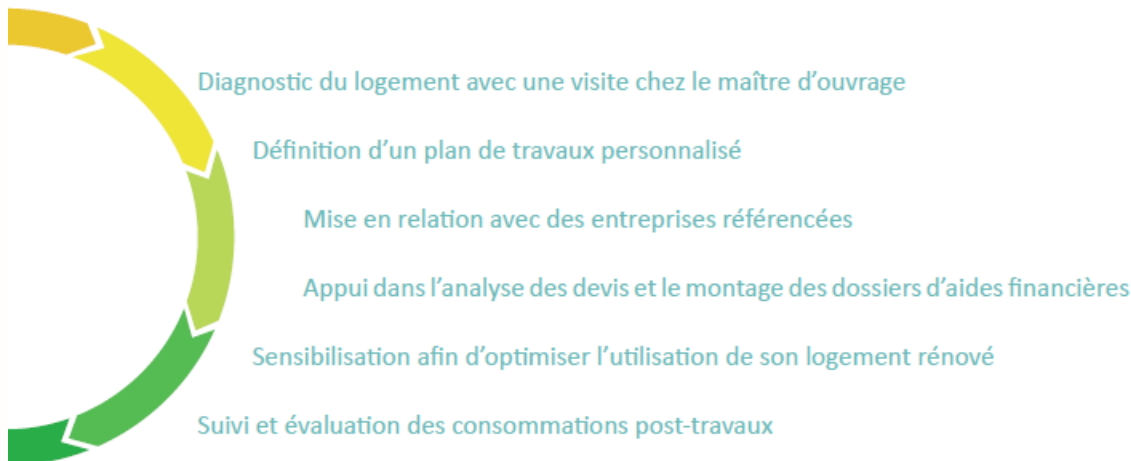 Diagnostic du logement avec une visite chez le maître d’ouvrage
Définition d’un plan de travaux personnalisé
Mise en relation avec des entreprises référencées
Appui dans l’analyse des devis et le montage des dossiers d’aides financières
Sensibilisation afin d’optimiser l’utilisation de son logement rénové
Suivi et évaluation des consommations post-travaux